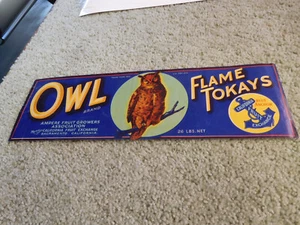 OWL
BRAND
FLAME
TOKAYS
AMPERE FRUIT GROWERS
ASSOCIATION
CALIFORNIA FRUIT EXCHANGE
SACRAMENTO, CALIFORNIA
26 LBS. NET